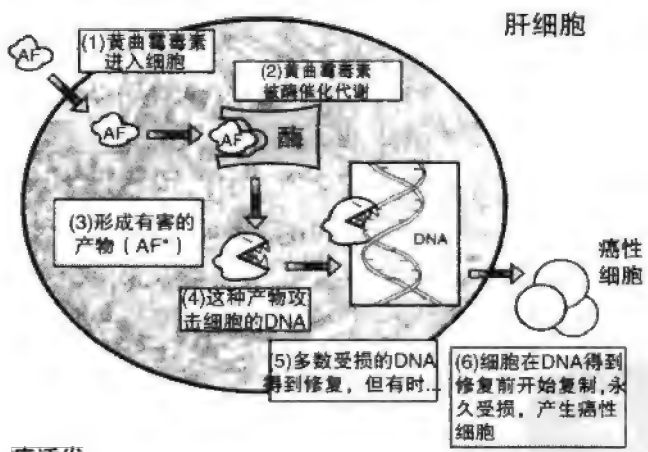 肝细胞
AF
(1)黄曲霉毒素
进入细胞
(2)黄曲霉毒素
被酶催化代谢
AF
AF
酶
(3)形成有害的
产物（AF*）
DNA
(4)这种产物攻
击细胞的DNA
癌性
细胞
(5)多数受损的DNA
得到修复，但有时...
(6)细胞在DNA得到
修复前开始复制，永
久受损，产生癌性
细胞